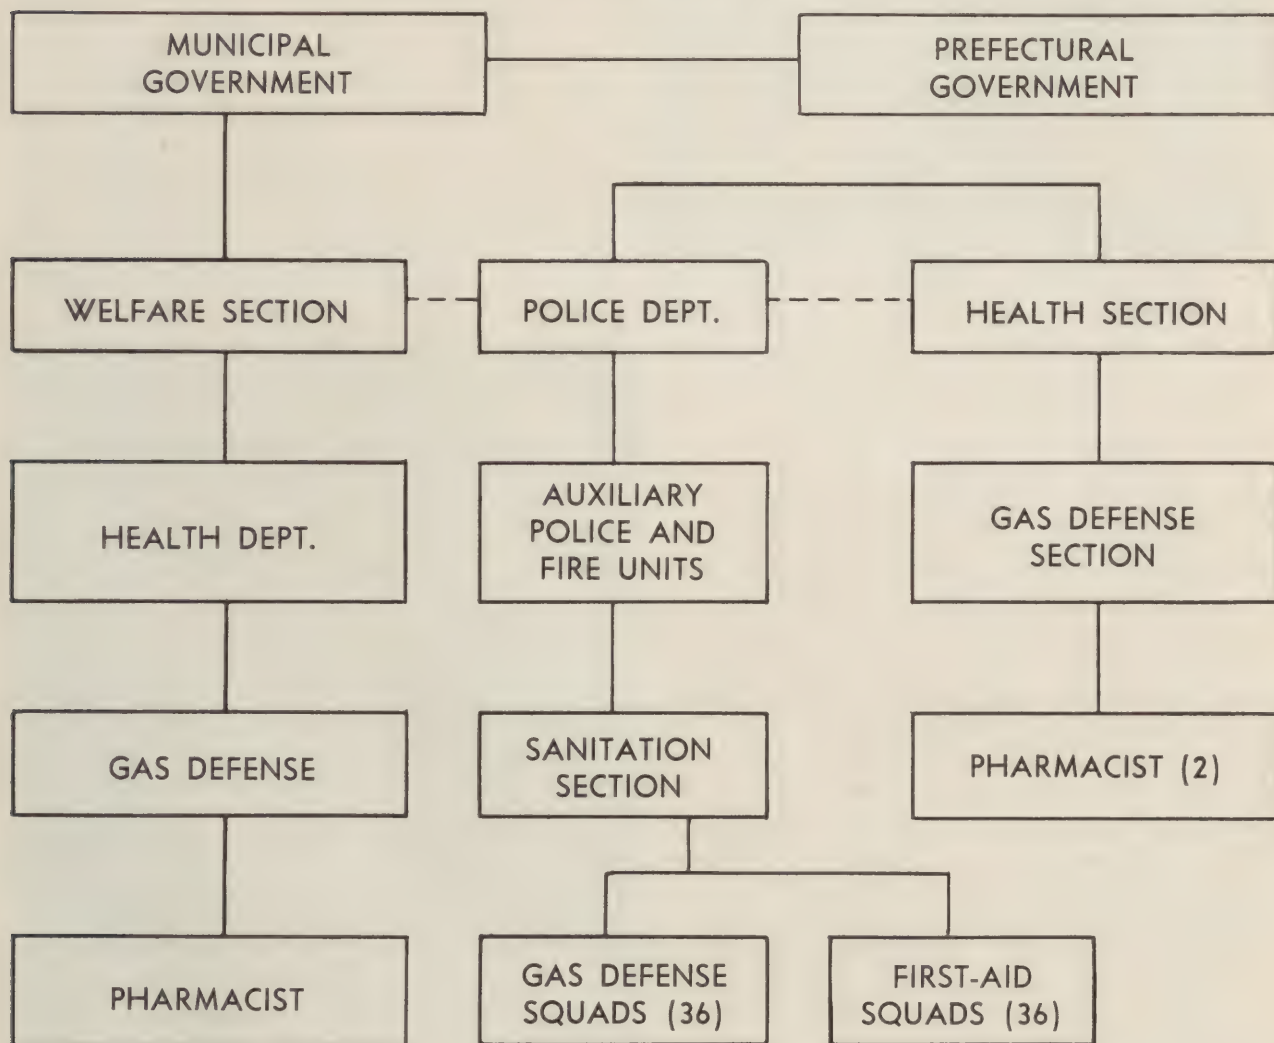 MUNICIPAL
GOVERNMENT
PREFECTURAL
GOVERNMENT
WELFARE SECTION
POLICE DEPT.
HEALTH SECTION
HEALTH DEPT.
AUXILIARY
POLICE AND
FIRE UNITS
GAS DEFENSE
SECTION
GAS DEFENSE
SANITATION
SECTION
PHARMACIST (2)
PHARMACIST
GAS DEFENSE
SQUADS (36)
FIRST-AID
SQUADS (36)